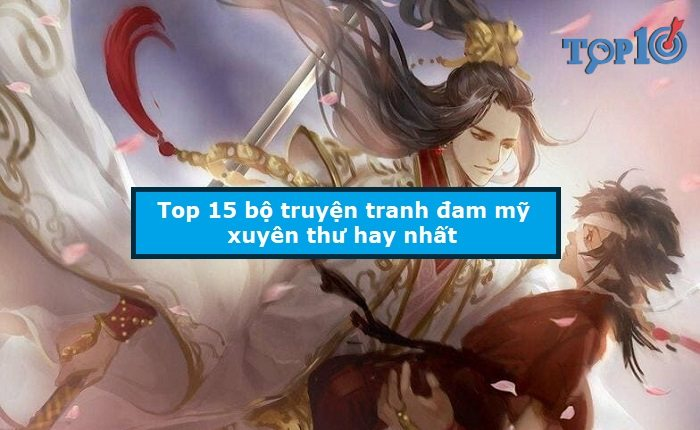 TOP10
Top 15 bộ truyện tranh đam mỹ
xuyên thư hay nhất